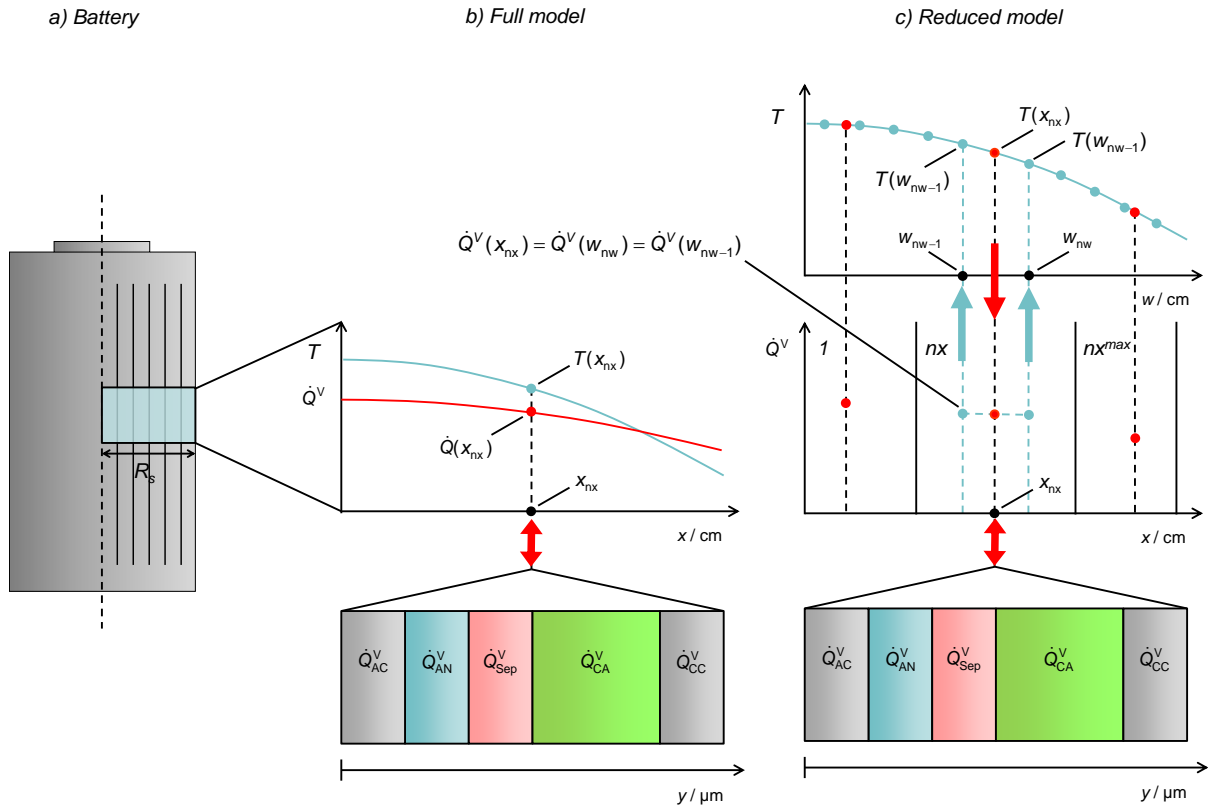 a) Battery
b) Full model
c) Reduced model
R_s
T
Q̇^V
T(x_nx)
Q̇(x_nx)
x_nx
x / cm
Q̇^V_AC
Q̇^V_AN
Q̇^V_Sep
Q̇^V_CA
Q̇^V_CC
y / µm
Q̇^V(x_nx) = Q̇^V(w_nw) = Q̇^V(w_nw–1)
T
T(x_nx)
T(w_nw–1)
T(w_nw–1)
w_nw–1
w_nw
w / cm
Q̇^V
1
nx
nx^max
x_nx
x / cm
Q̇^V_AC
Q̇^V_AN
Q̇^V_Sep
Q̇^V_CA
Q̇^V_CC
y / µm